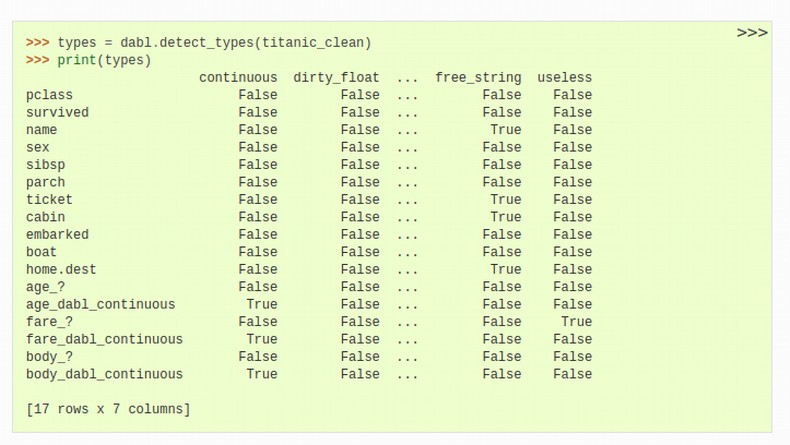 >>>
>>> types = dabl.detect_types(titanic_clean)
>>> print(types)
                      continuous  dirty_float  ...  free_string  useless
pclass                     False        False  ...        False    False
survived                   False        False  ...        False    False
name                       False        False  ...         True    False
sex                        False        False  ...        False    False
sibsp                      False        False  ...        False    False
parch                      False        False  ...        False    False
ticket                     False        False  ...         True    False
cabin                      False        False  ...         True    False
embarked                   False        False  ...        False    False
boat                       False        False  ...        False    False
home.dest                  False        False  ...         True    False
age_?                      False        False  ...        False    False
age_dabl_continuous         True        False  ...        False    False
fare_?                     False        False  ...        False     True
fare_dabl_continuous        True        False  ...        False    False
body_?                     False        False  ...        False    False
body_dabl_continuous        True        False  ...        False    False
[17 rows x 7 columns]